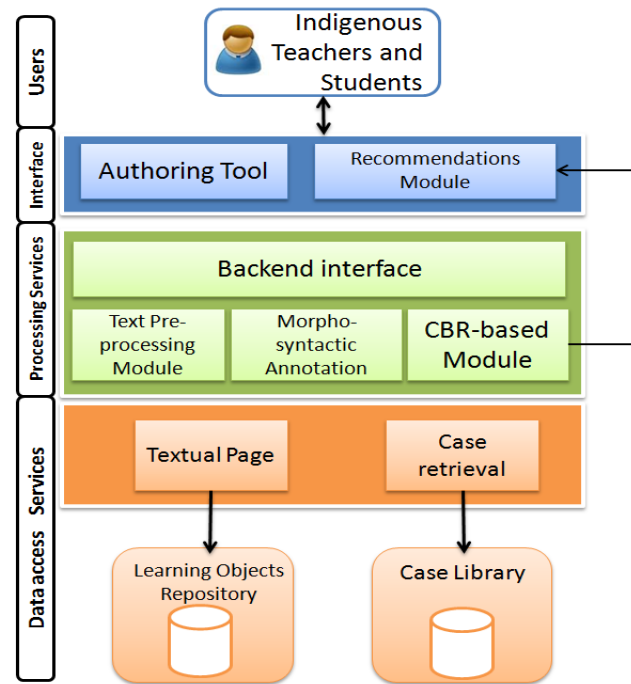 Users
Indigenous
Teachers and
Students
Interface
Authoring Tool
Recommendations
Module
Processing Services
Backend interface
Text Pre-
processing
Module
Morpho-
syntactic
Annotation
CBR-based
Module
Data access Services
Textual Page
Case
retrieval
Learning Objects
Repository
Case Library